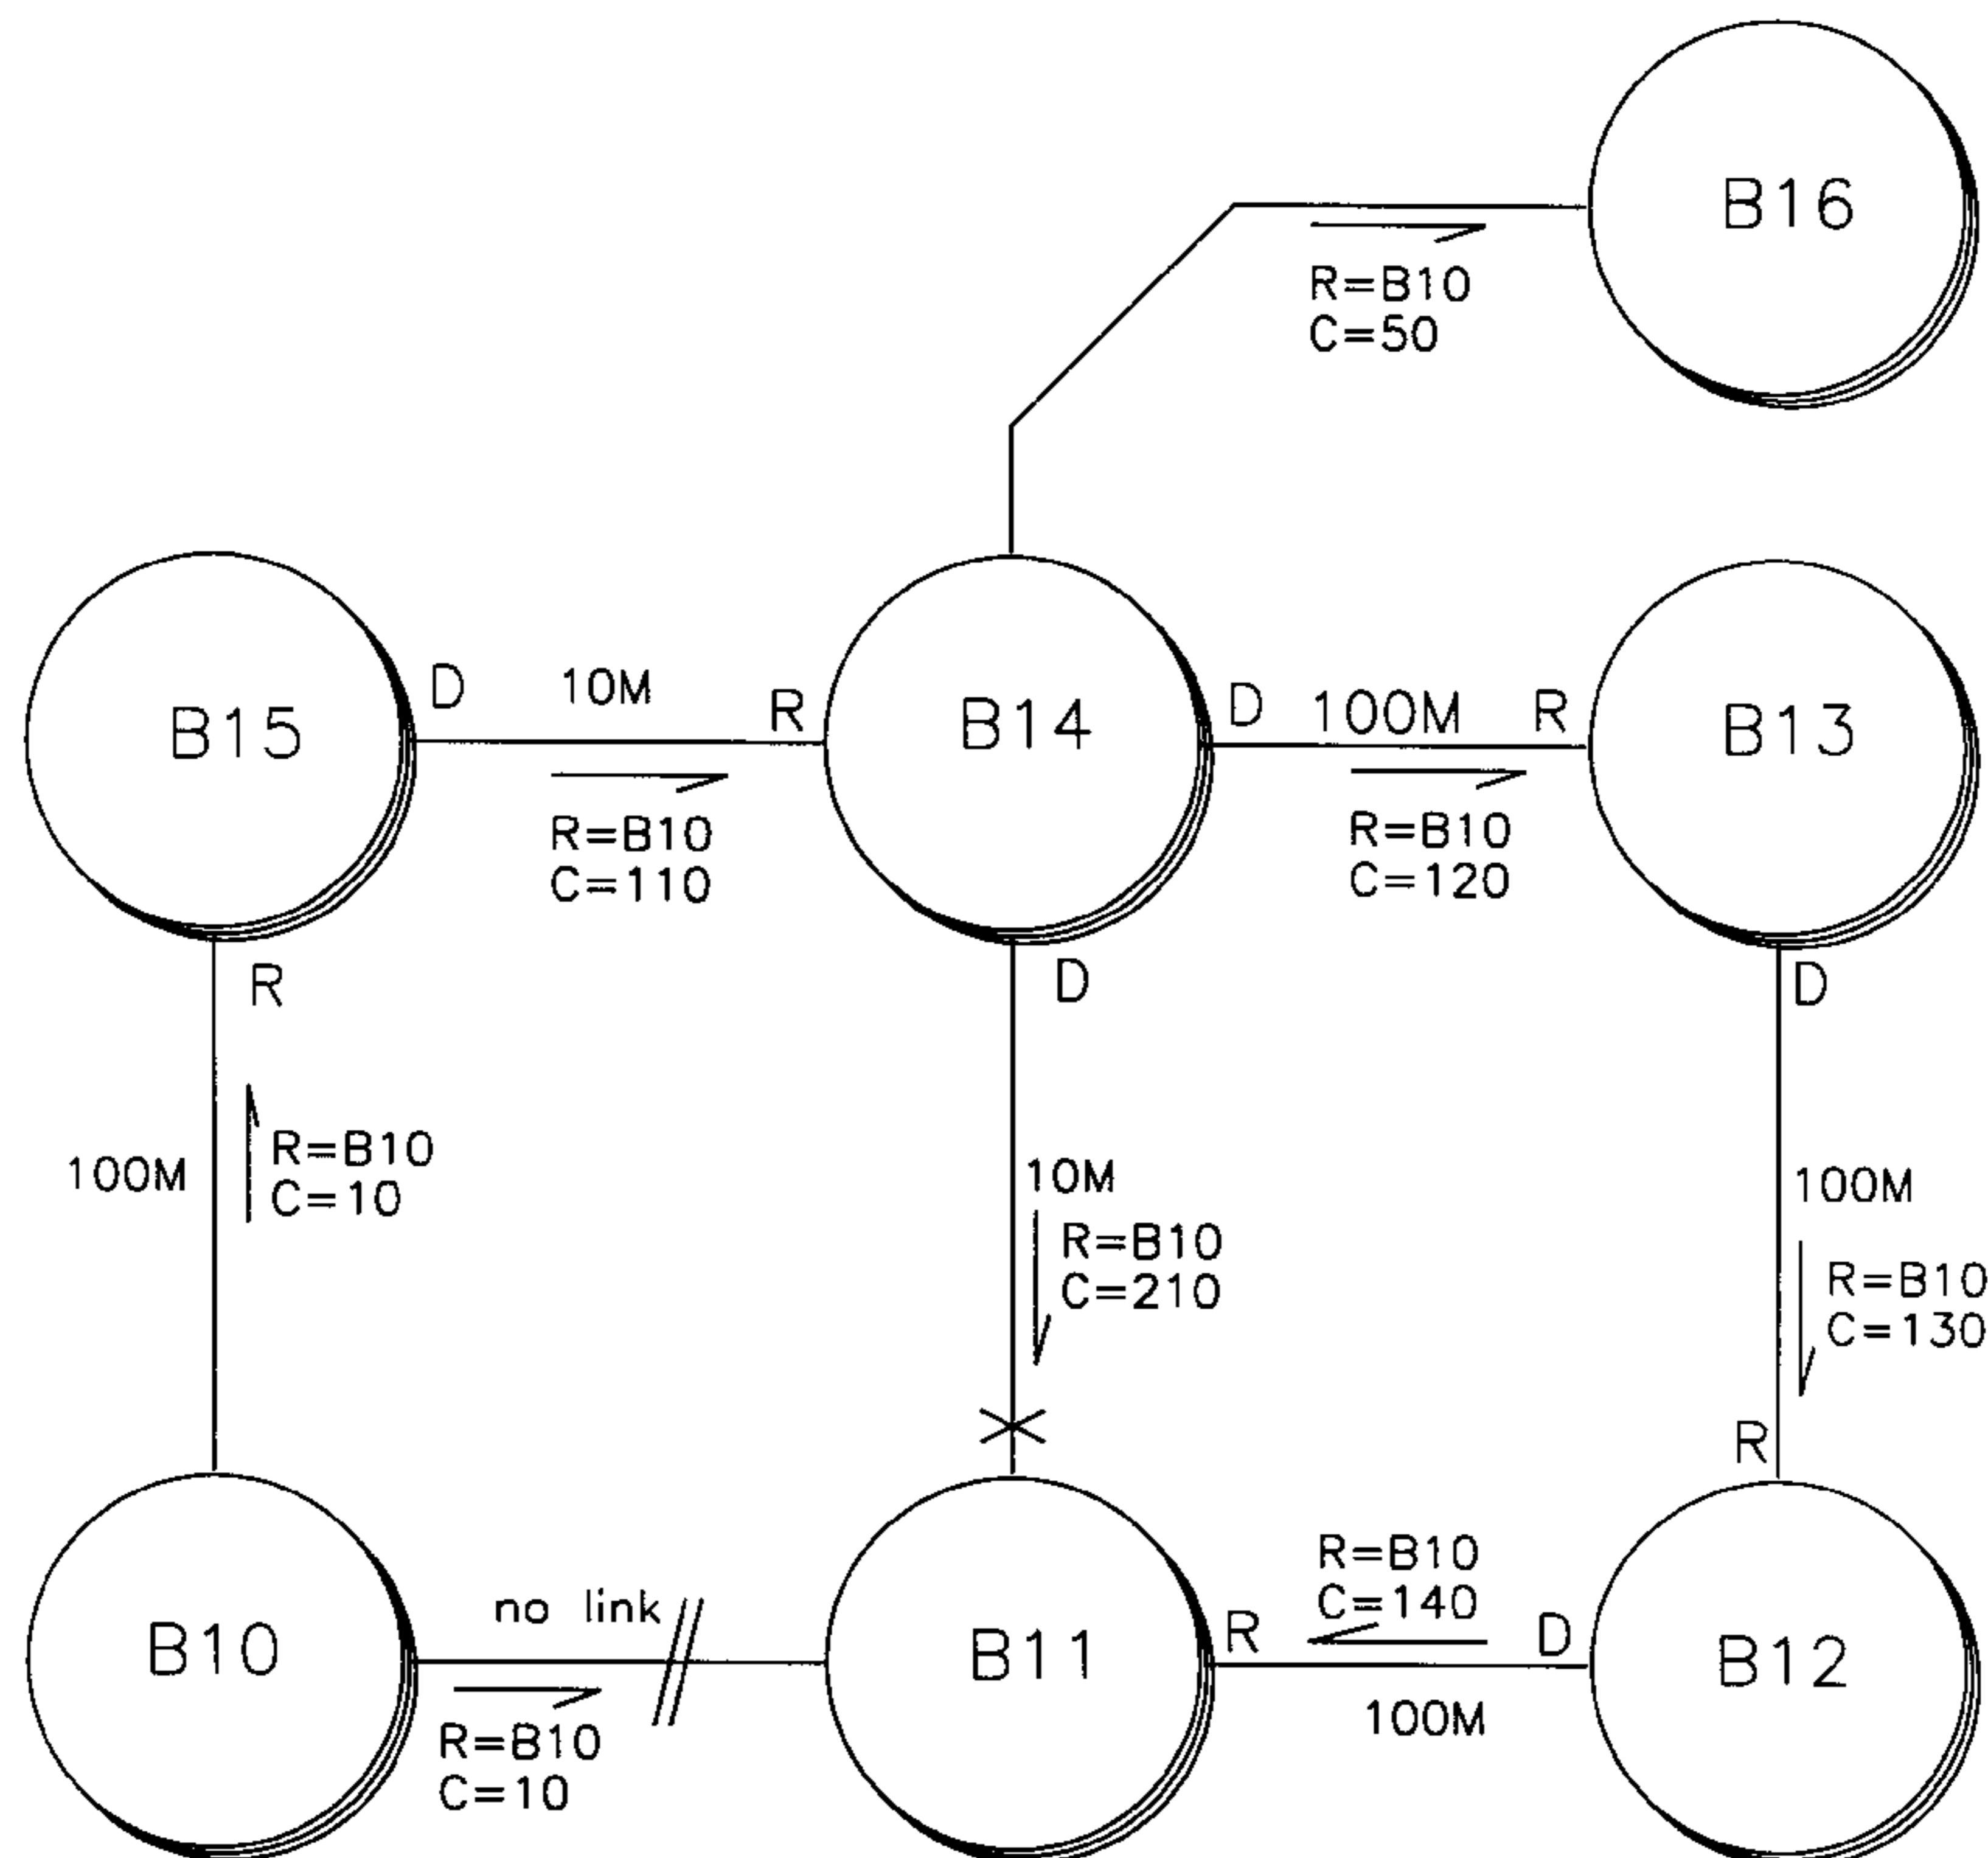 B16
R=B10
C=50
B15
D
10M
R
B14
D
100M
R
B13
R=B10
C=110
R=B10
C=120
R
D
D
100M
R=B10
C=10
10M
R=B10
C=210
100M
R=B10
C=130
R
B10
no link
R=B10
C=10
B11
R
R=B10
C=140
D
100M
B12